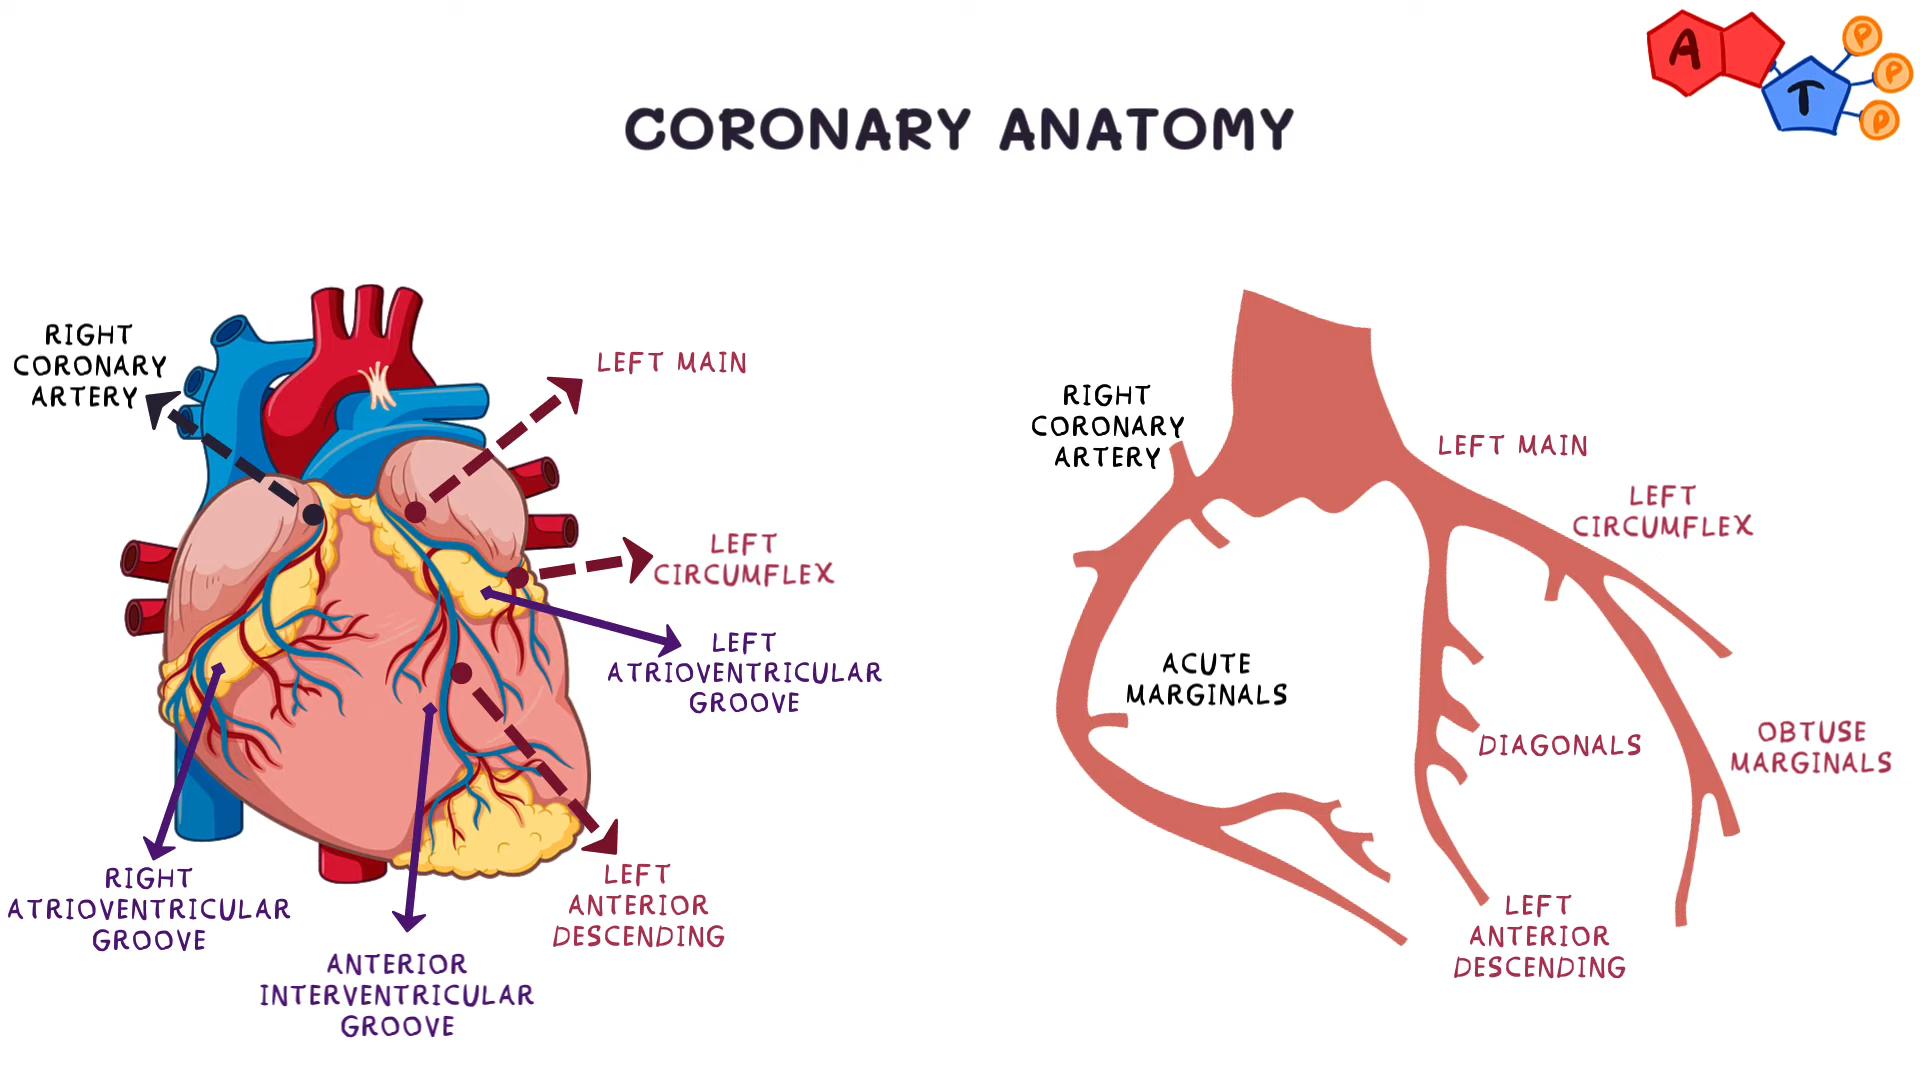 A
T
P
P
P
CORONARY ANATOMY
RIGHT
CORONARY
ARTERY
LEFT MAIN
LEFT
CIRCUMFLEX
LEFT
ATRIOVENTRICULAR
GROOVE
RIGHT
ATRIOVENTRICULAR
GROOVE
ANTERIOR
INTERVENTRICULAR
GROOVE
LEFT
ANTERIOR
DESCENDING
RIGHT
CORONARY
ARTERY
LEFT MAIN
LEFT
CIRCUMFLEX
ACUTE
MARGINALS
DIAGONALS
OBTUSE
MARGINALS
LEFT
ANTERIOR
DESCENDING